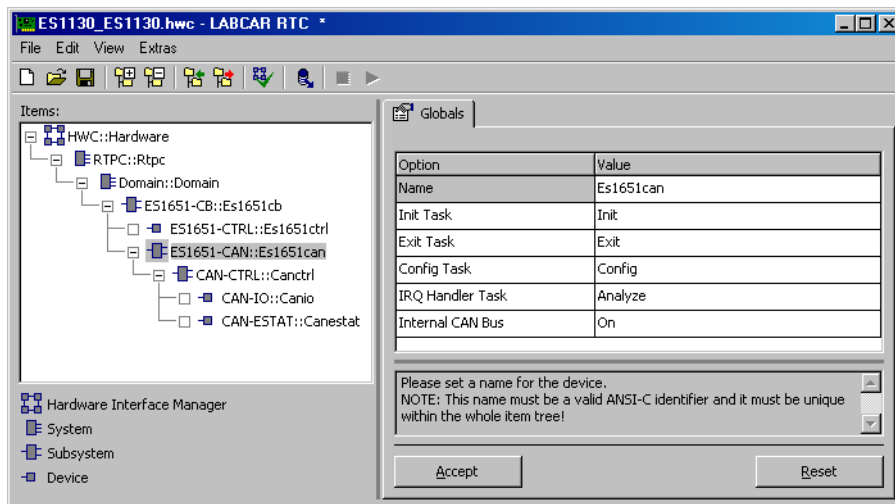 ES1130_ES1130.hwc - LABCAR RTC *
File Edit View Extras
Items:
HWC::Hardware
RTPC::Rtpc
Domain::Domain
ES1651-CB::Es1651cb
ES1651-CTRL::Es1651ctrl
ES1651-CAN::Es1651can
CAN-CTRL::Canctrl
CAN-IO::Canio
CAN-ESTAT::Canestat
Hardware Interface Manager
System
Subsystem
Device
Globals
Option Value
Name Es1651can
Init Task Init
Exit Task Exit
Config Task Config
IRQ Handler Task Analyze
Internal CAN Bus On
Please set a name for the device.
NOTE: This name must be a valid ANSI-C identifier and it must be unique
within the whole item tree!
Accept Reset